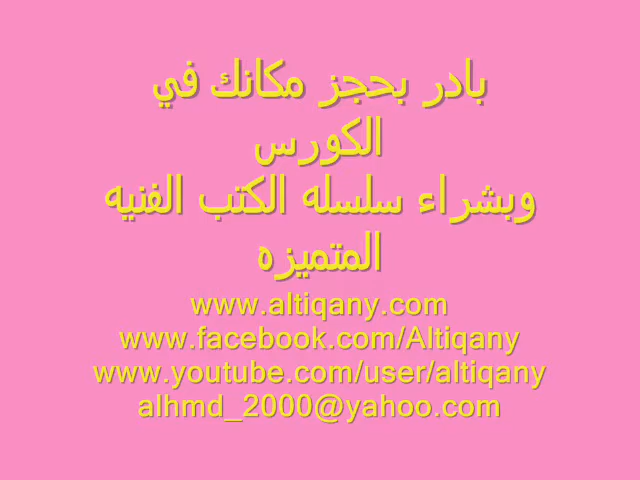 بادر بحجز مكانك في
الكورس
وبشراء سلسله الكتب الفنيه
المتميزه
www.altiqany.com
www.facebook.com/Altiqany
www.youtube.com/user/altiqany
alhmd_2000@yahoo.com